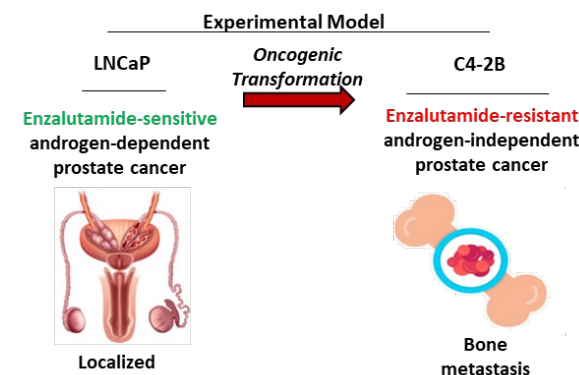 Experimental Model
LNCaP
Enzalutamide-sensitive
androgen-dependent
prostate cancer
Localized
Oncogenic
Transformation
C4-2B
Enzalutamide-resistant
androgen-independent
prostate cancer
Bone
metastasis